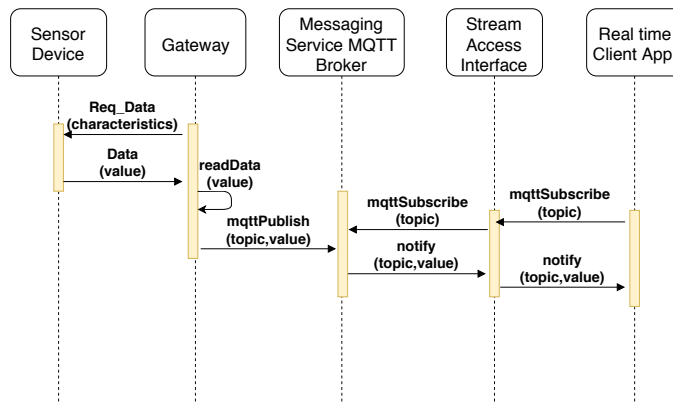 Sensor
Device
Gateway
Messaging
Service MQTT
Broker
Stream
Access
Interface
Real time
Client App
Req_Data
(characteristics)
Data
(value)
readData
(value)
mqttPublish
(topic,value)
mqttSubscribe
(topic)
notify
(topic,value)
mqttSubscribe
(topic)
notify
(topic,value)